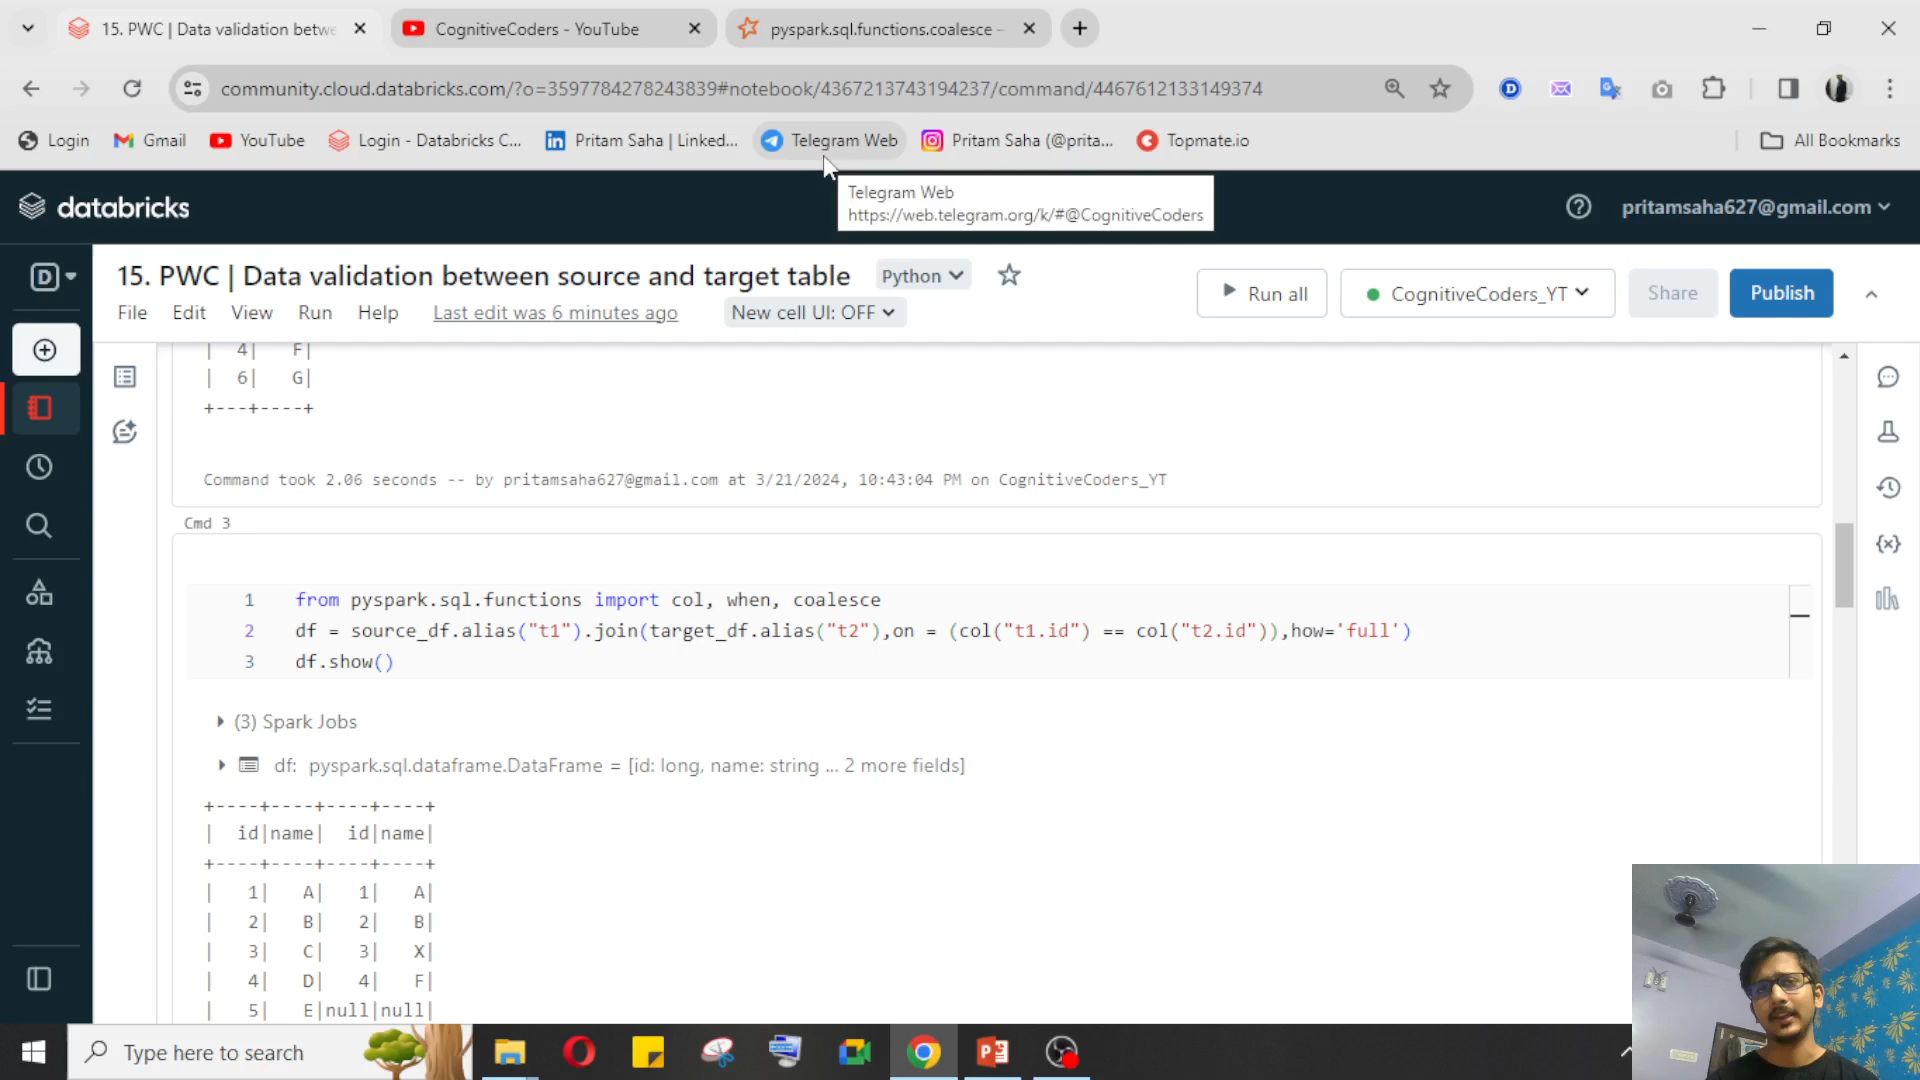 15. PWC | Data validation betwe
CognitiveCoders - YouTube
pyspark.sql.functions.coalesce -
community.cloud.databricks.com/?o=3597784278243839#notebook/4367213743194237/command/4467612133149374
Login
Gmail
YouTube
Login - Databricks C...
Pritam Saha | Linked...
Telegram Web
Pritam Saha (@prita...
Topmate.io
All Bookmarks
Telegram Web
https://web.telegram.org/k/#@CognitiveCoders
databricks
pritamsaha627@gmail.com
D
15. PWC | Data validation between source and target table
Python
Run all
CognitiveCoders_YT
Share
Publish
File Edit View Run Help
Last edit was 6 minutes ago
New cell UI: OFF
| 4| F|
| 6| G|
+---+----+
Command took 2.06 seconds -- by pritamsaha627@gmail.com at 3/21/2024, 10:43:04 PM on CognitiveCoders_YT
Cmd 3
1 from pyspark.sql.functions import col, when, coalesce
2 df = source_df.alias("t1").join(target_df.alias("t2"),on = (col("t1.id") == col("t2.id")),how='full')
3 df.show()
(3) Spark Jobs
df: pyspark.sql.dataframe.DataFrame = [id: long, name: string ... 2 more fields]
+----+----+----+----+
| id|name| id|name|
+----+----+----+----+
| 1| A| 1| A|
| 2| B| 2| B|
| 3| C| 3| X|
| 4| D| 4| F|
| 5| E|null|null|
Type here to search